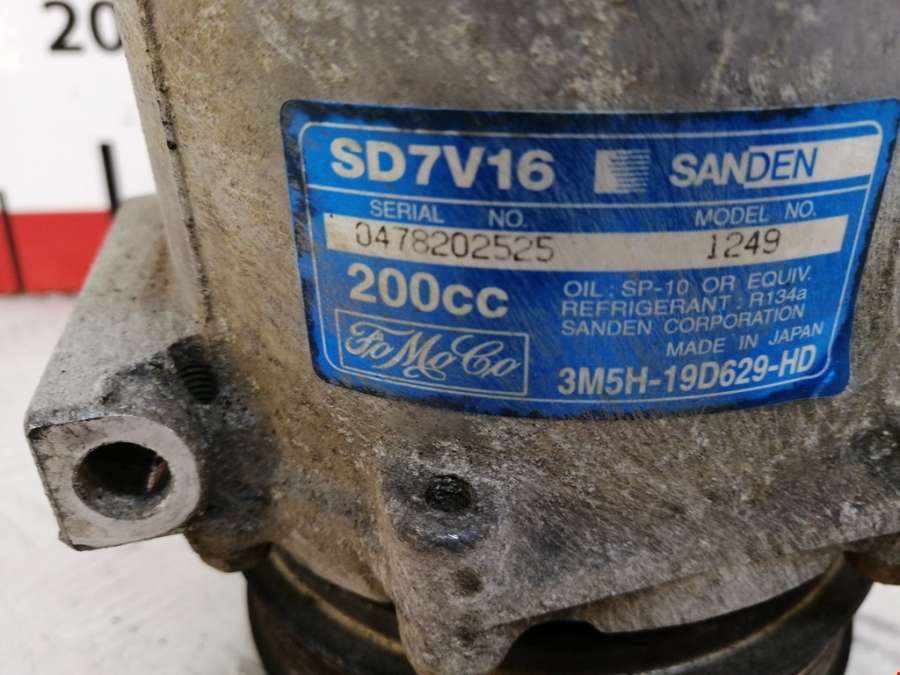 20
SD7V16 SANDEN
SERIAL NO. MODEL NO.
0478202525 1249
200cc
OIL : SP-10 OR EQUIV.
REFRIGERANT : R134a
SANDEN CORPORATION
MADE IN JAPAN
FoMoCo
3M5H-19D629-HD